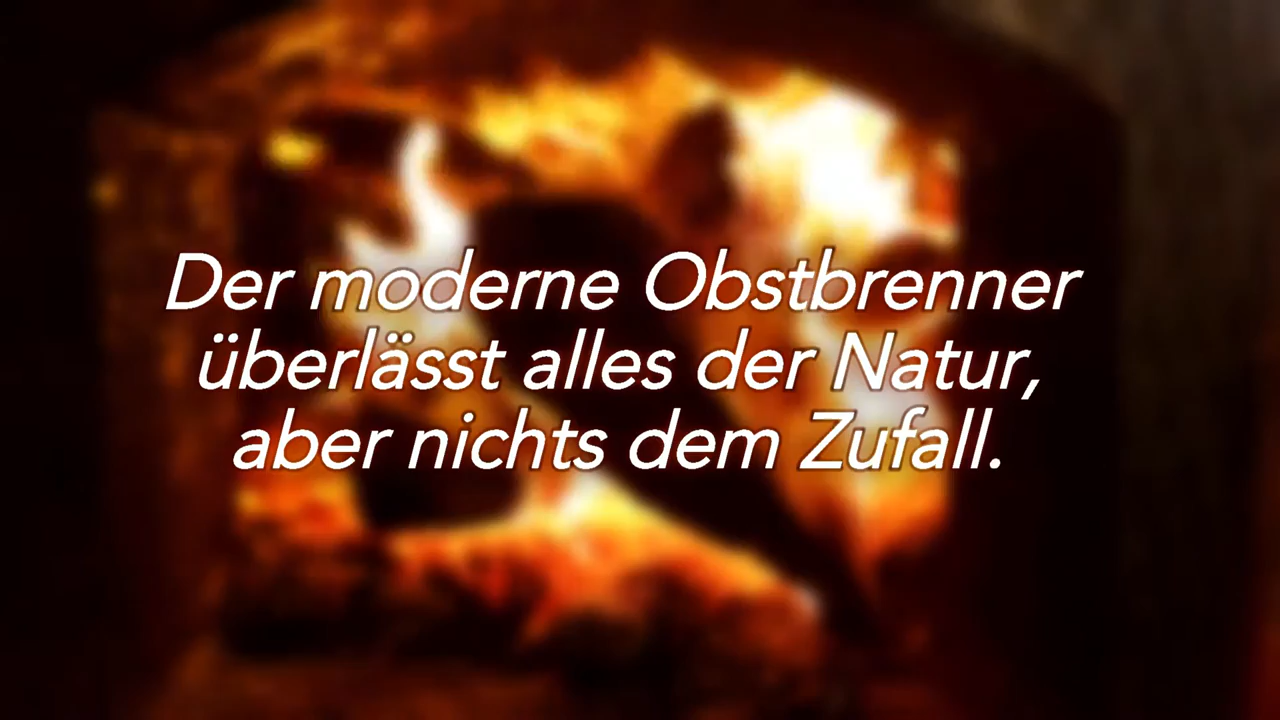 Der moderne Obstbrenner
überlässt alles der Natur,
aber nichts dem Zufall.